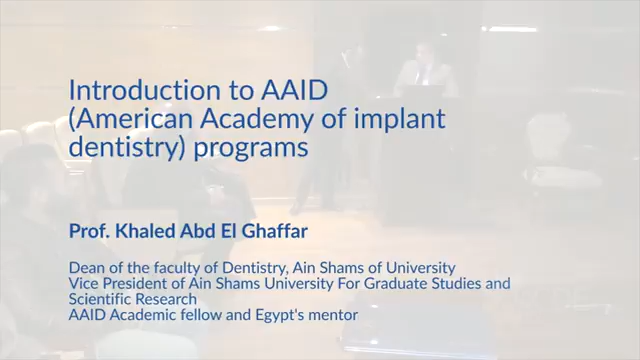 Introduction to AAID
(American Academy of implant
dentistry) programs
Prof. Khaled Abd El Ghaffar
Dean of the faculty of Dentistry, Ain Shams of University
Vice President of Ain Shams University For Graduate Studies and
Scientific Research
AAID Academic fellow and Egypt's mentor